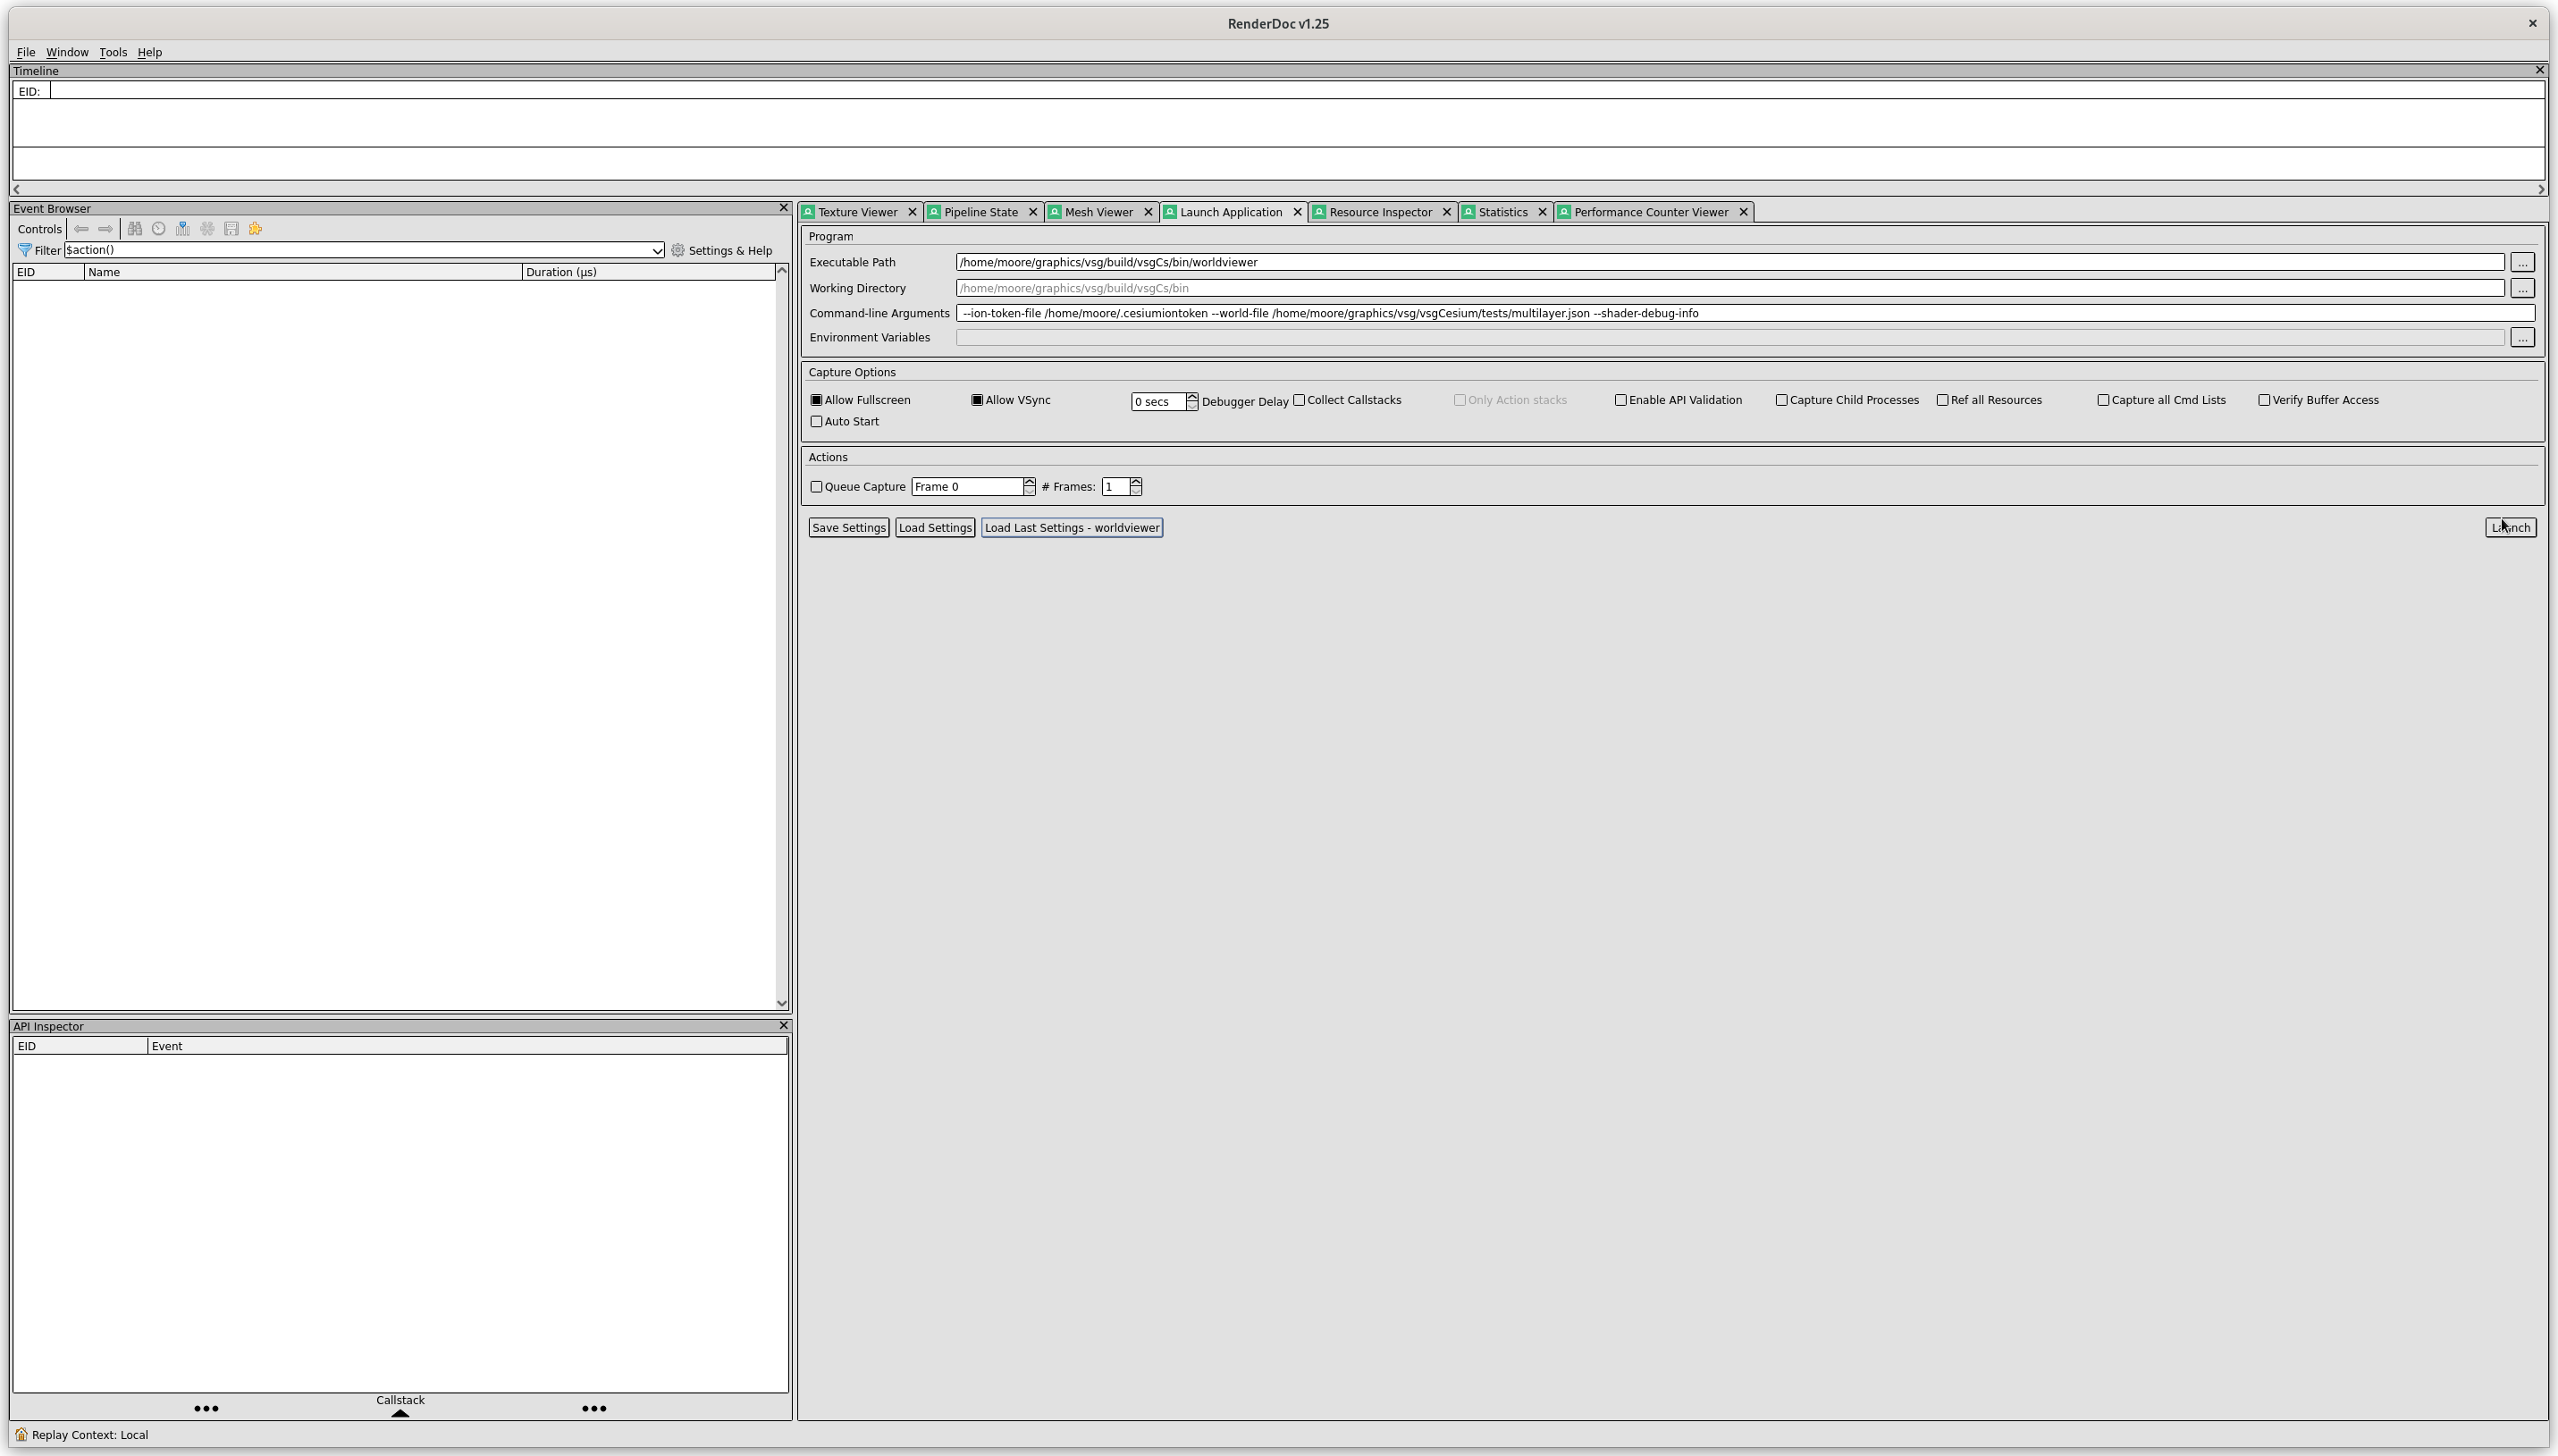 RenderDoc v1.25
File Window Tools Help
Timeline
EID:
Event Browser
Controls
Filter $action() Settings & Help
EID Name Duration (µs)
API Inspector
EID Event
Callstack
Texture Viewer Pipeline State Mesh Viewer Launch Application Resource Inspector Statistics Performance Counter Viewer
Program
Executable Path /home/moore/graphics/vsg/build/vsgCs/bin/worldviewer ...
Working Directory /home/moore/graphics/vsg/build/vsgCs/bin ...
Command-line Arguments --ion-token-file /home/moore/.cesiumiontoken --world-file /home/moore/graphics/vsg/vsgCesium/tests/multilayer.json --shader-debug-info
Environment Variables ...
Capture Options
Allow Fullscreen Allow VSync 0 secs Debugger Delay Collect Callstacks Only Action stacks Enable API Validation Capture Child Processes Ref all Resources Capture all Cmd Lists Verify Buffer Access
Auto Start
Actions
Queue Capture Frame 0 # Frames: 1
Save Settings Load Settings Load Last Settings - worldviewer Launch
Replay Context: Local